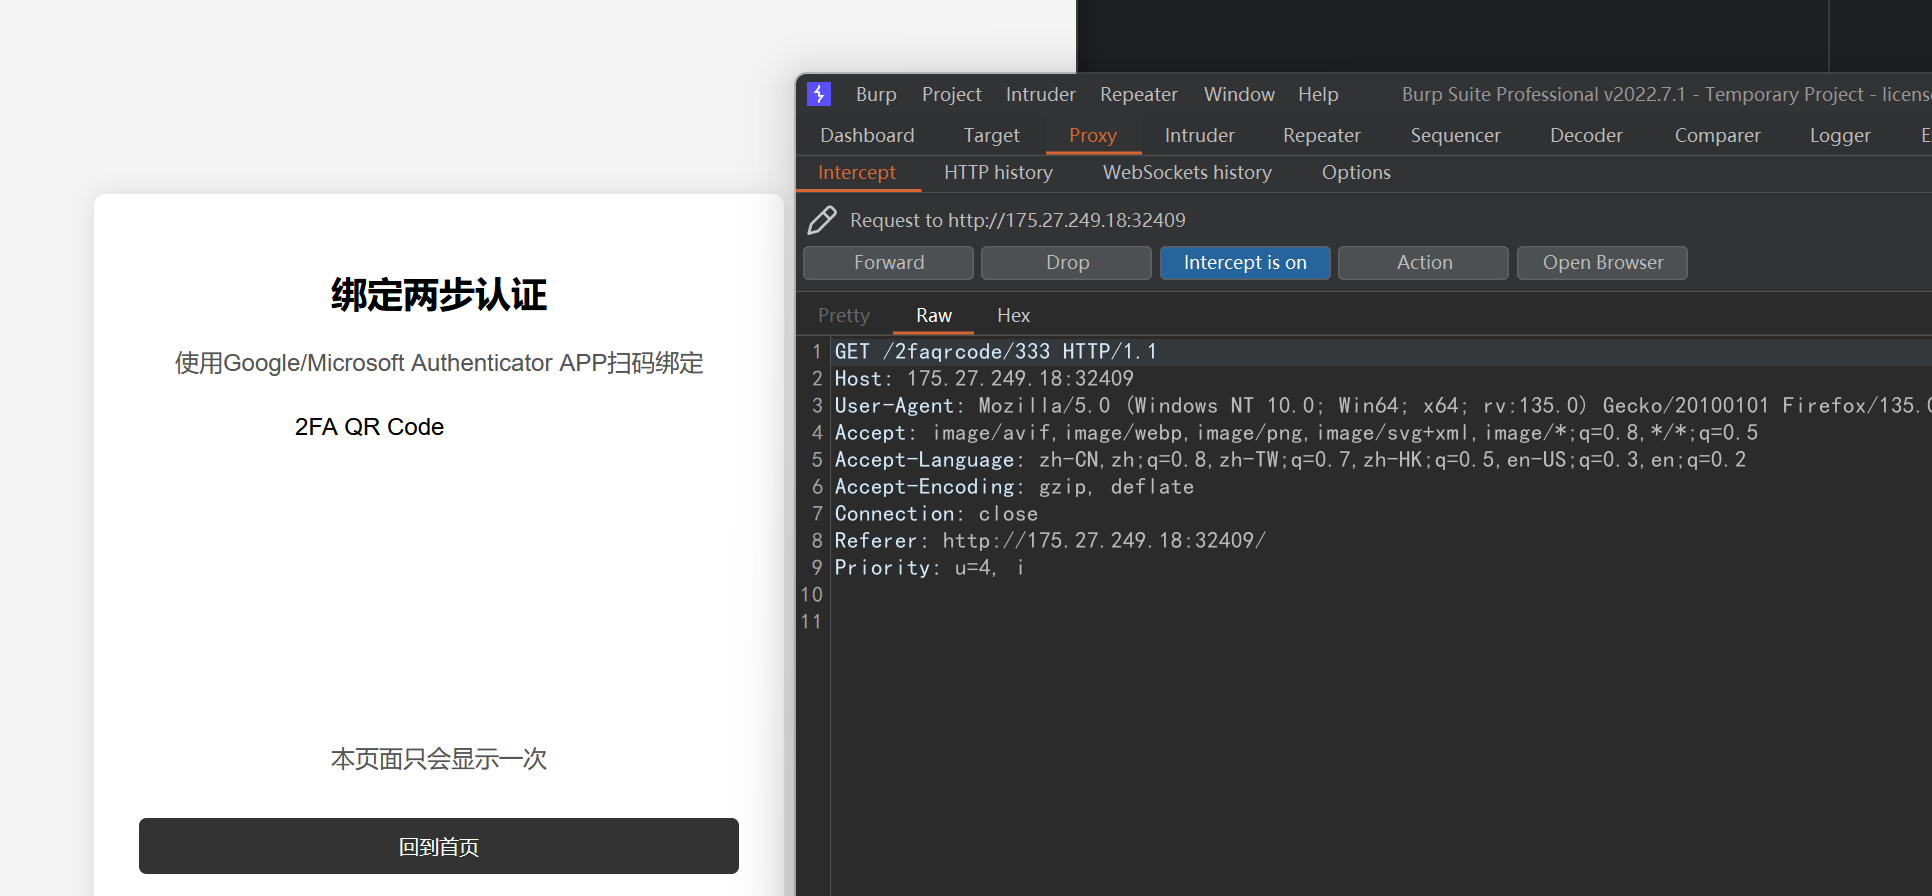 绑定两步认证
使用Google/Microsoft Authenticator APP扫码绑定
2FA QR Code
本页面只会显示一次
回到首页
Burp Project Intruder Repeater Window Help Burp Suite Professional v2022.7.1 - Temporary Project - licens
Dashboard Target Proxy Intruder Repeater Sequencer Decoder Comparer Logger E
Intercept HTTP history WebSockets history Options
Request to http://175.27.249.18:32409
Forward Drop Intercept is on Action Open Browser
Pretty Raw Hex
1 GET /2faqrcode/333 HTTP/1.1
2 Host: 175.27.249.18:32409
3 User-Agent: Mozilla/5.0 (Windows NT 10.0; Win64; x64; rv:135.0) Gecko/20100101 Firefox/135.0
4 Accept: image/avif,image/webp,image/png,image/svg+xml,image/*;q=0.8,*/*;q=0.5
5 Accept-Language: zh-CN,zh;q=0.8,zh-TW;q=0.7,zh-HK;q=0.5,en-US;q=0.3,en;q=0.2
6 Accept-Encoding: gzip, deflate
7 Connection: close
8 Referer: http://175.27.249.18:32409/
9 Priority: u=4, i
10
11